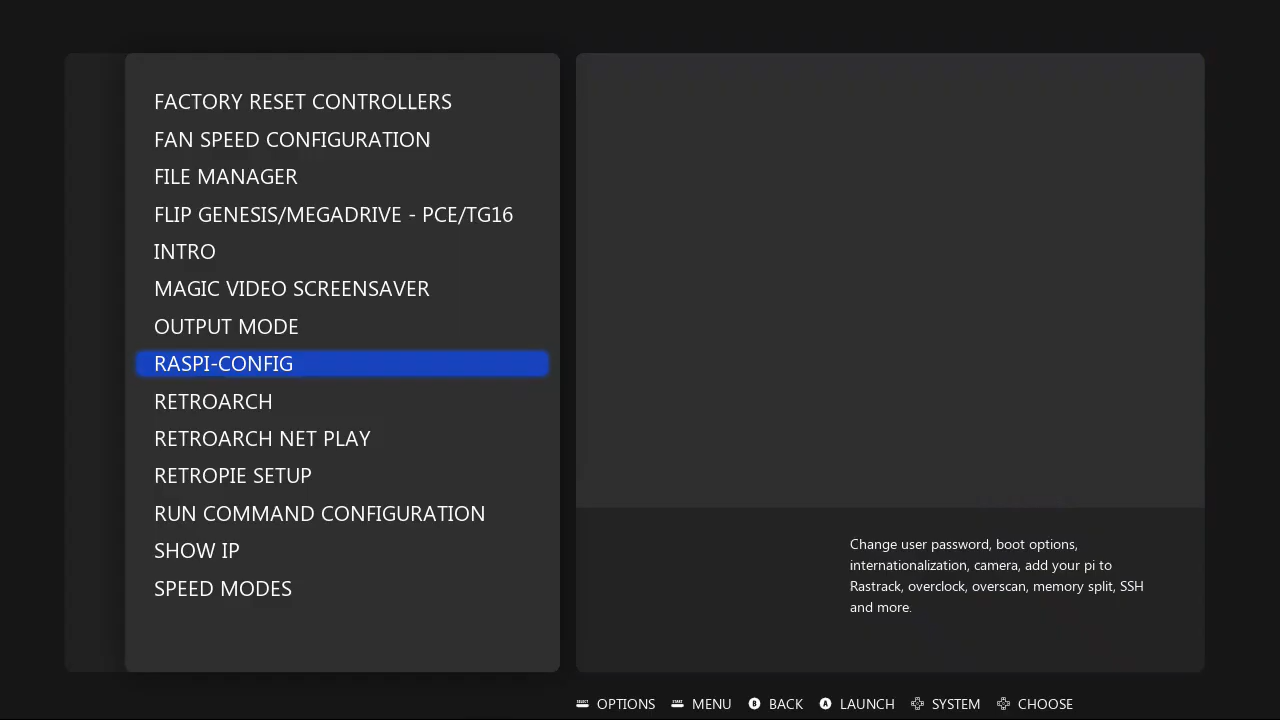 FACTORY RESET CONTROLLERS
FAN SPEED CONFIGURATION
FILE MANAGER
FLIP GENESIS/MEGADRIVE - PCE/TG16
INTRO
MAGIC VIDEO SCREENSAVER
OUTPUT MODE
RASPI-CONFIG
RETROARCH
RETROARCH NET PLAY
RETROPIE SETUP
RUN COMMAND CONFIGURATION
SHOW IP
SPEED MODES
Change user password, boot options,
internationalization, camera, add your pi to
Rastrack, overclock, overscan, memory split, SSH
and more.
SELECT OPTIONS START MENU B BACK A LAUNCH SYSTEM CHOOSE